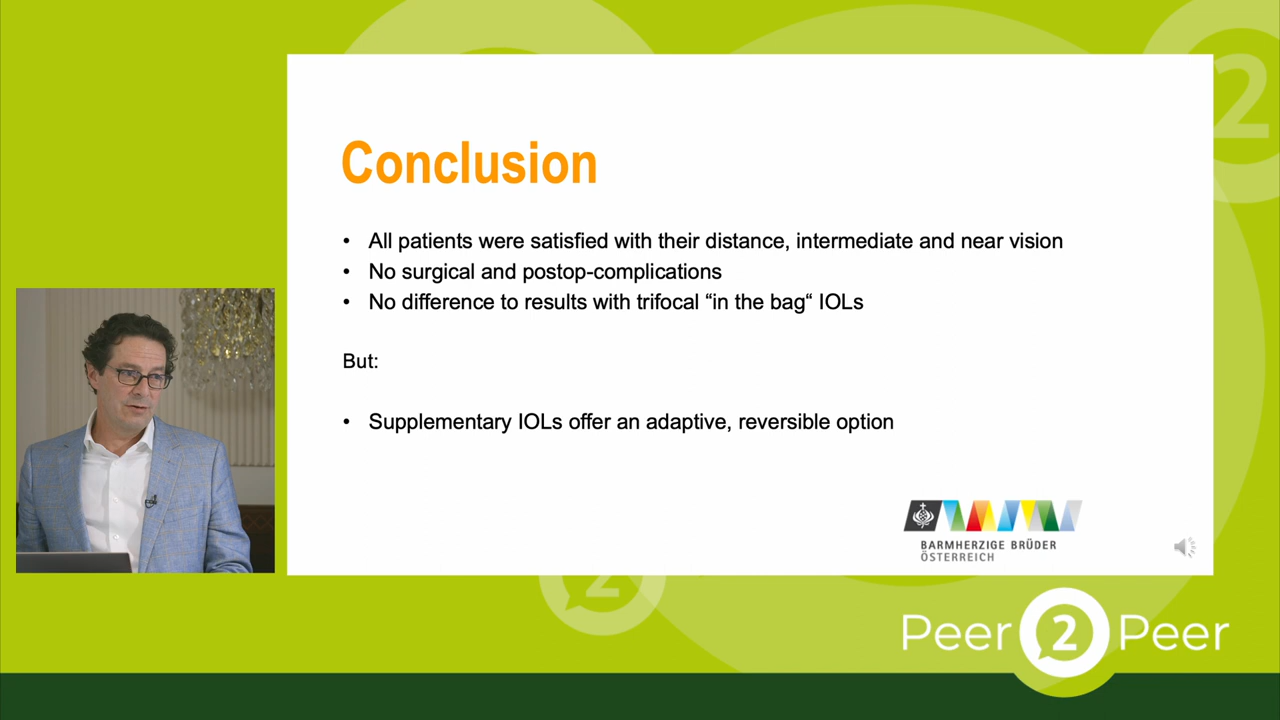 Conclusion
• All patients were satisfied with their distance, intermediate and near vision
• No surgical and postop-complications
• No difference to results with trifocal “in the bag“ IOLs
But:
• Supplementary IOLs offer an adaptive, reversible option
BARMHERZIGE BRÜDER
ÖSTERREICH
2
2
Peer 2 Peer